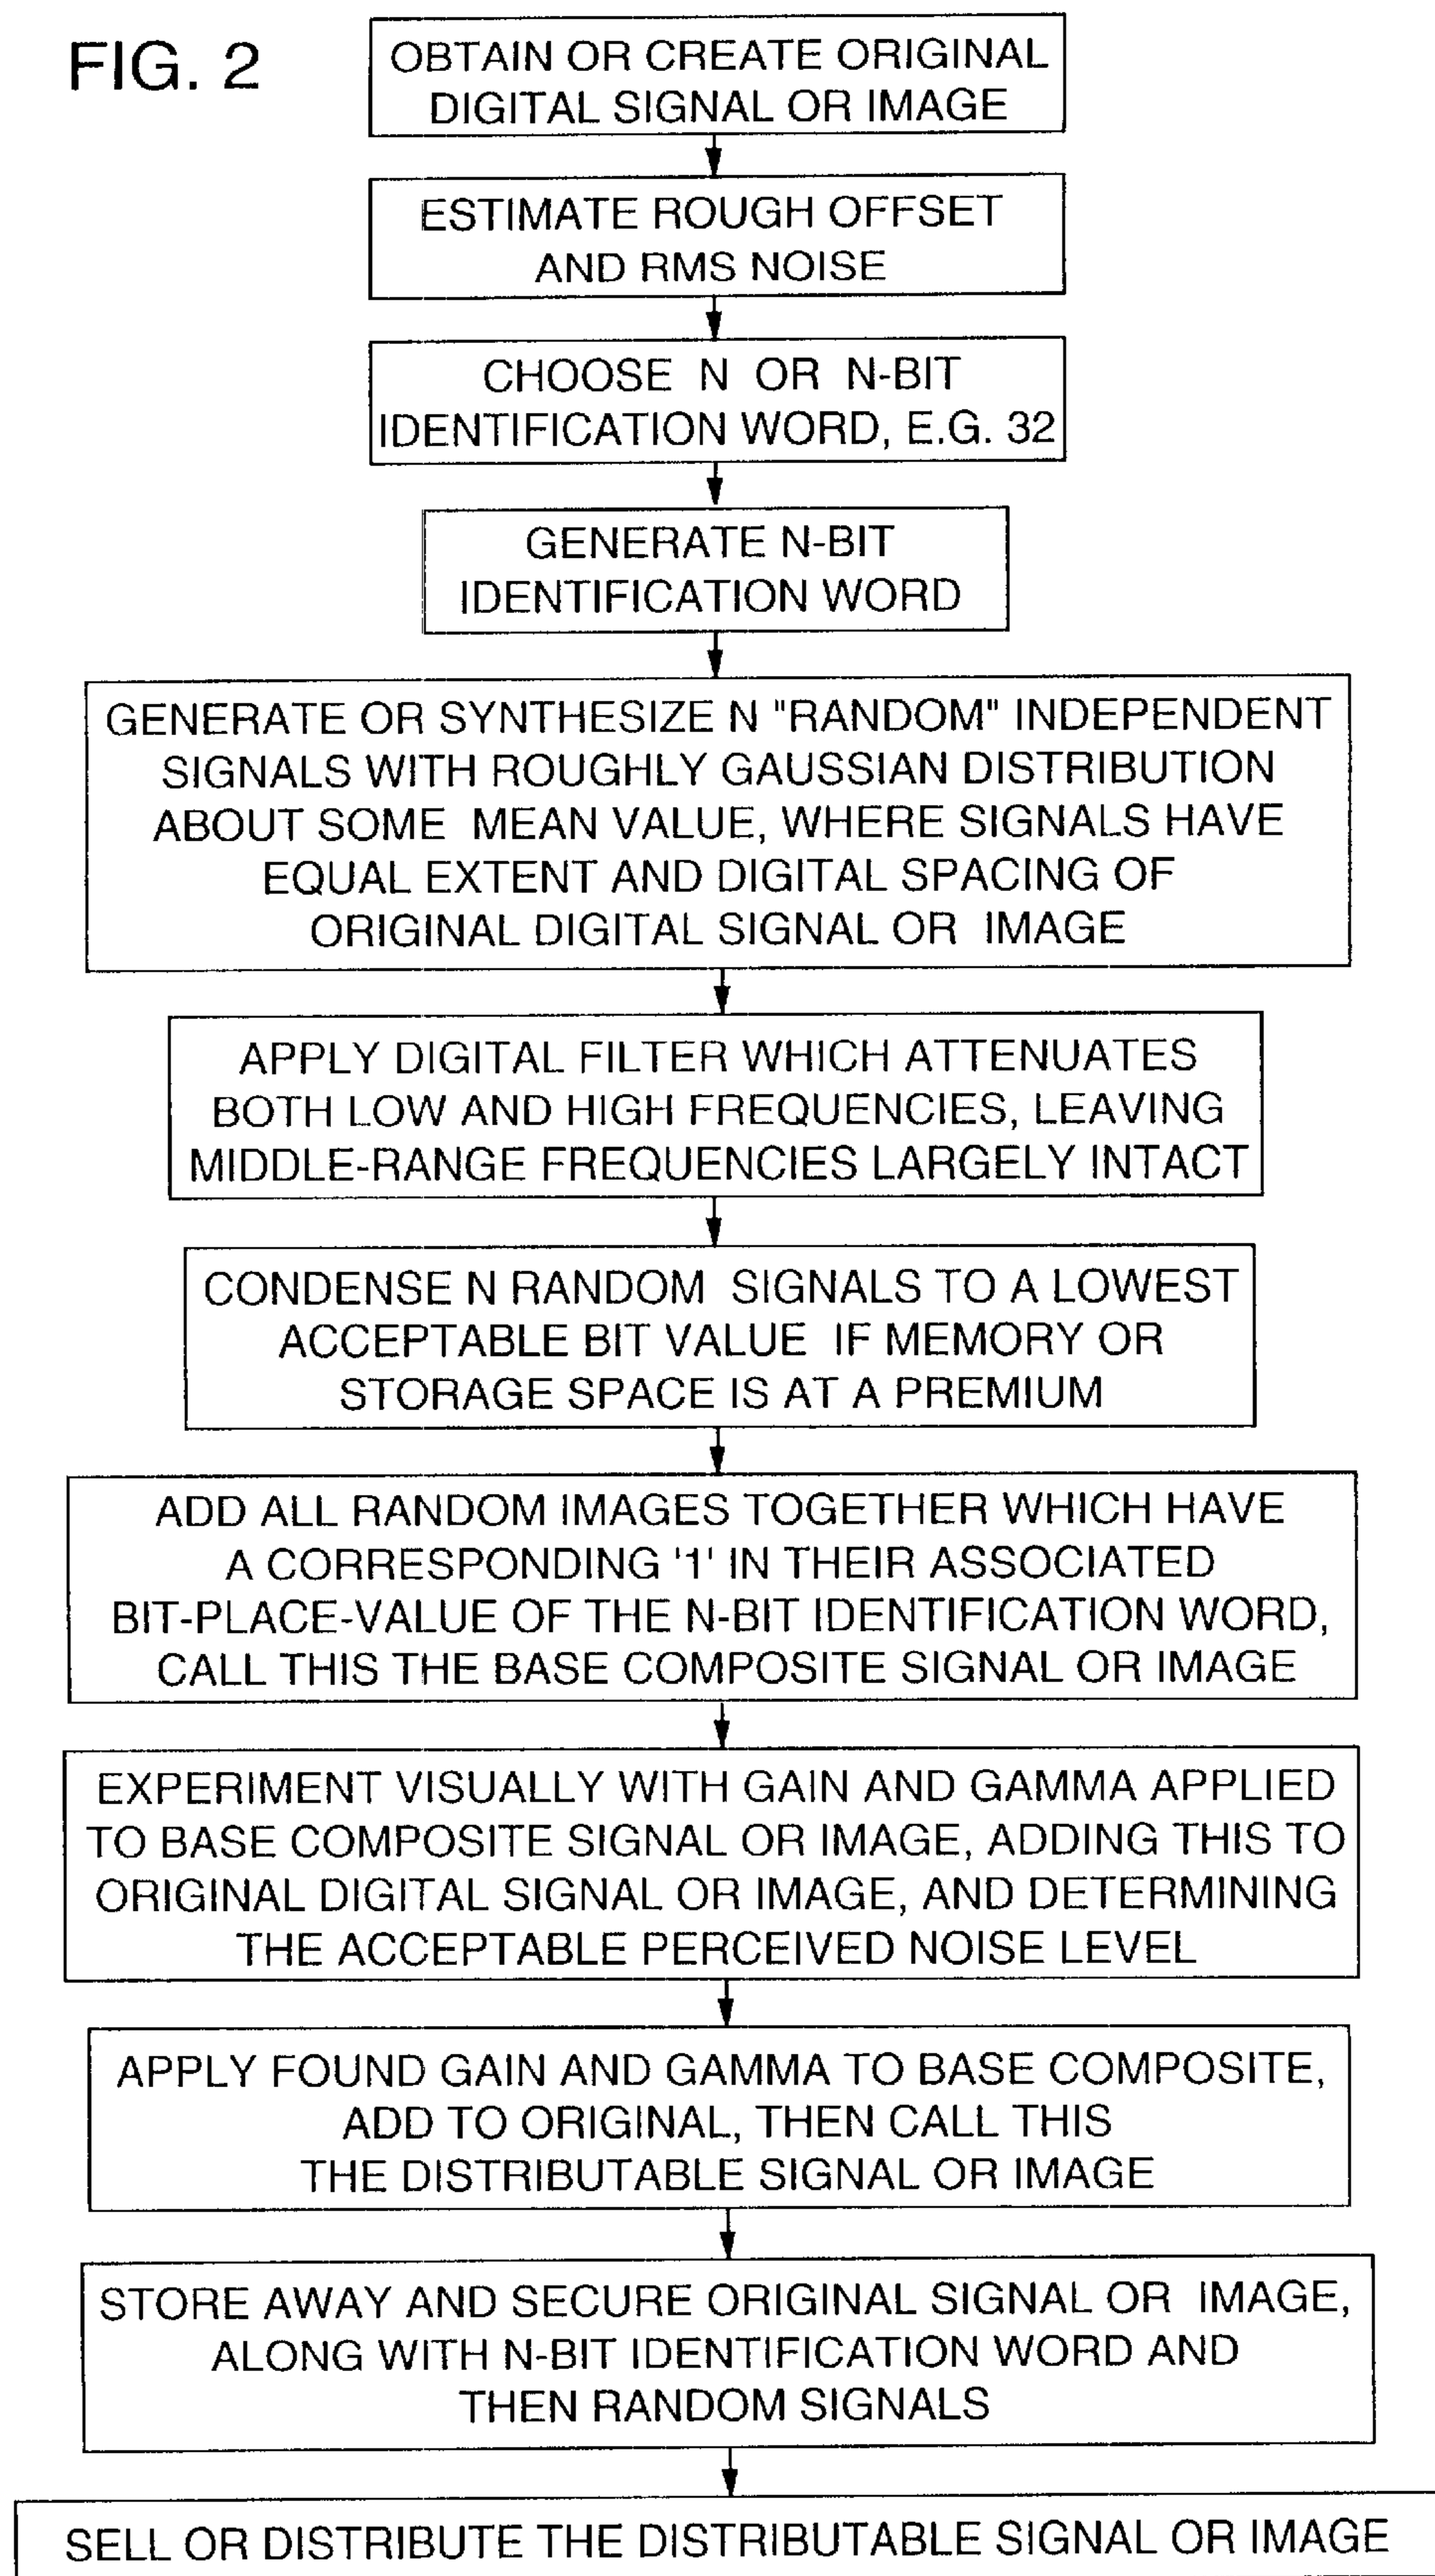 FIG. 2
OBTAIN OR CREATE ORIGINAL
DIGITAL SIGNAL OR IMAGE
ESTIMATE ROUGH OFFSET
AND RMS NOISE
CHOOSE N OR N-BIT
IDENTIFICATION WORD, E.G. 32
GENERATE N-BIT
IDENTIFICATION WORD
GENERATE OR SYNTHESIZE N "RANDOM" INDEPENDENT
SIGNALS WITH ROUGHLY GAUSSIAN DISTRIBUTION
ABOUT SOME MEAN VALUE, WHERE SIGNALS HAVE
EQUAL EXTENT AND DIGITAL SPACING OF
ORIGINAL DIGITAL SIGNAL OR IMAGE
APPLY DIGITAL FILTER WHICH ATTENUATES
BOTH LOW AND HIGH FREQUENCIES, LEAVING
MIDDLE-RANGE FREQUENCIES LARGELY INTACT
CONDENSE N RANDOM SIGNALS TO A LOWEST
ACCEPTABLE BIT VALUE IF MEMORY OR
STORAGE SPACE IS AT A PREMIUM
ADD ALL RANDOM IMAGES TOGETHER WHICH HAVE
A CORRESPONDING '1' IN THEIR ASSOCIATED
BIT-PLACE-VALUE OF THE N-BIT IDENTIFICATION WORD,
CALL THIS THE BASE COMPOSITE SIGNAL OR IMAGE
EXPERIMENT VISUALLY WITH GAIN AND GAMMA APPLIED
TO BASE COMPOSITE SIGNAL OR IMAGE, ADDING THIS TO
ORIGINAL DIGITAL SIGNAL OR IMAGE, AND DETERMINING
THE ACCEPTABLE PERCEIVED NOISE LEVEL
APPLY FOUND GAIN AND GAMMA TO BASE COMPOSITE,
ADD TO ORIGINAL, THEN CALL THIS
THE DISTRIBUTABLE SIGNAL OR IMAGE
STORE AWAY AND SECURE ORIGINAL SIGNAL OR IMAGE,
ALONG WITH N-BIT IDENTIFICATION WORD AND
THEN RANDOM SIGNALS
SELL OR DISTRIBUTE THE DISTRIBUTABLE SIGNAL OR IMAGE